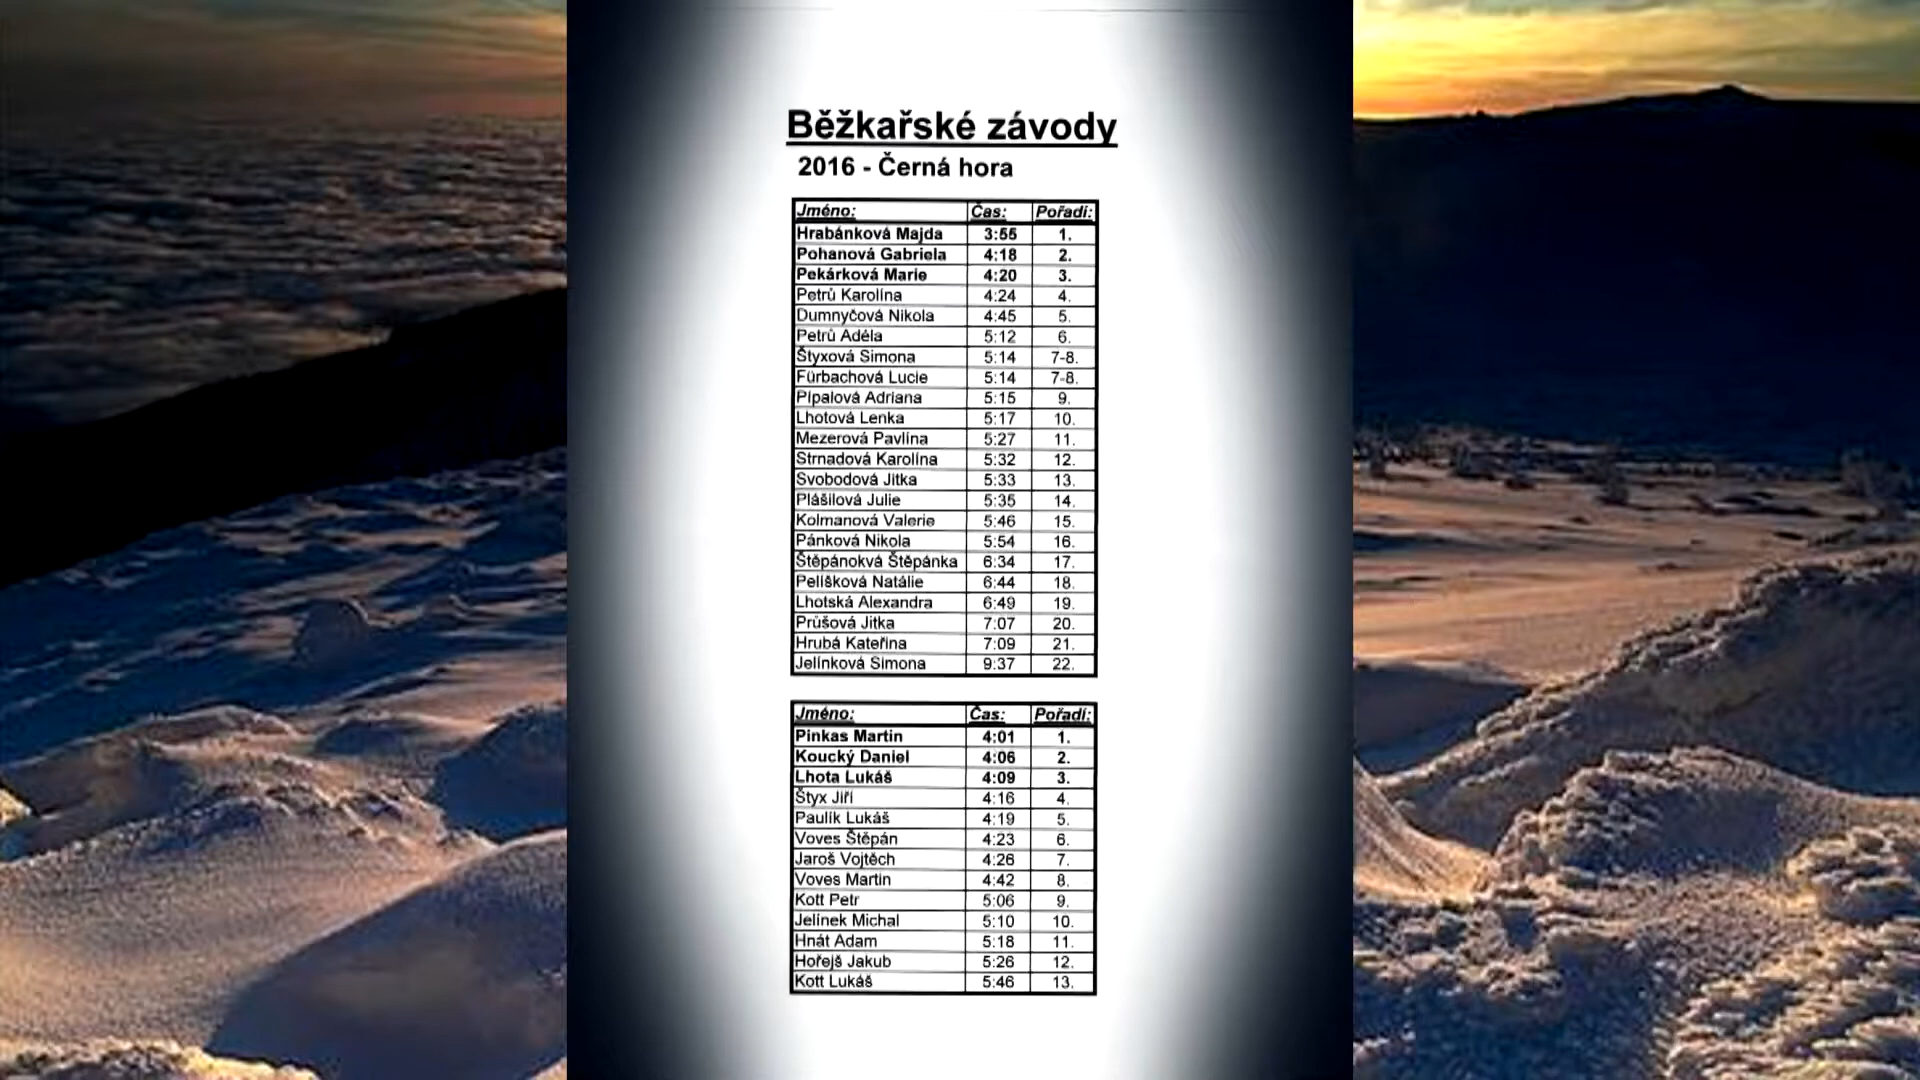 Běžkařské závody
2016 - Černá hora
Jméno: Čas: Pořadí:
Hrabánková Majda 3:55 1.
Pohanová Gabriela 4:18 2.
Pekárková Marie 4:20 3.
Petrů Karolína 4:24 4.
Dumnyčová Nikola 4:45 5.
Petrů Adéla 5:12 6.
Štyxová Simona 5:14 7-8.
Fürbachová Lucie 5:14 7-8.
Pípalová Adriana 5:15 9.
Lhotová Lenka 5:17 10.
Mezerová Pavlína 5:27 11.
Strnadová Karolína 5:32 12.
Svobodová Jitka 5:33 13.
Plášilová Julie 5:35 14.
Kolmanová Valerie 5:46 15.
Pánková Nikola 5:54 16.
Štěpánokvá Štěpánka 6:34 17.
Pelíšková Natálie 6:44 18.
Lhotská Alexandra 6:49 19.
Průšová Jitka 7:07 20.
Hrubá Kateřina 7:09 21.
Jelínková Simona 9:37 22.
Jméno: Čas: Pořadí:
Pinkas Martin 4:01 1.
Koucký Daniel 4:06 2.
Lhota Lukáš 4:09 3.
Štyx Jiří 4:16 4.
Paulík Lukáš 4:19 5.
Voves Štěpán 4:23 6.
Jaroš Vojtěch 4:26 7.
Voves Martin 4:42 8.
Kott Petr 5:06 9.
Jelínek Michal 5:10 10.
Hnát Adam 5:18 11.
Hořejš Jakub 5:26 12.
Kott Lukáš 5:46 13.